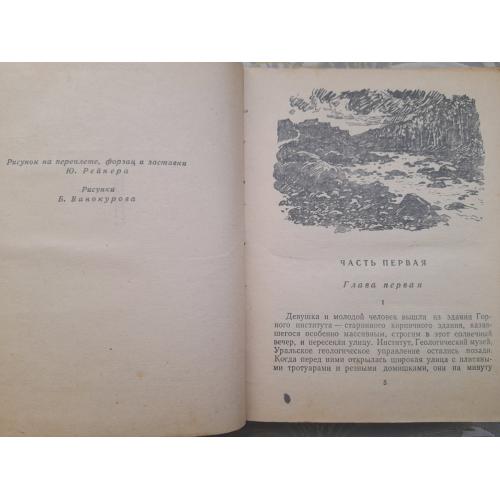 Рисунок на переплете, форзац и заставки
Ю. Рейнера
Рисунки
Б. Винокурова
ЧАСТЬ ПЕРВАЯ
Глава первая
1
Девушка и молодой человек вышли из здания Гор-
ного института — старинного кирпичного здания, казав-
шегося особенно массивным, строгим в этот солнечный
вечер, и пересекли улицу. Институт, Геологический музей,
Уральское геологическое управление остались позади.
Когда перед ними открылась широкая улица с плитяны-
ми тротуарами и резными домишками, они на минуту
5